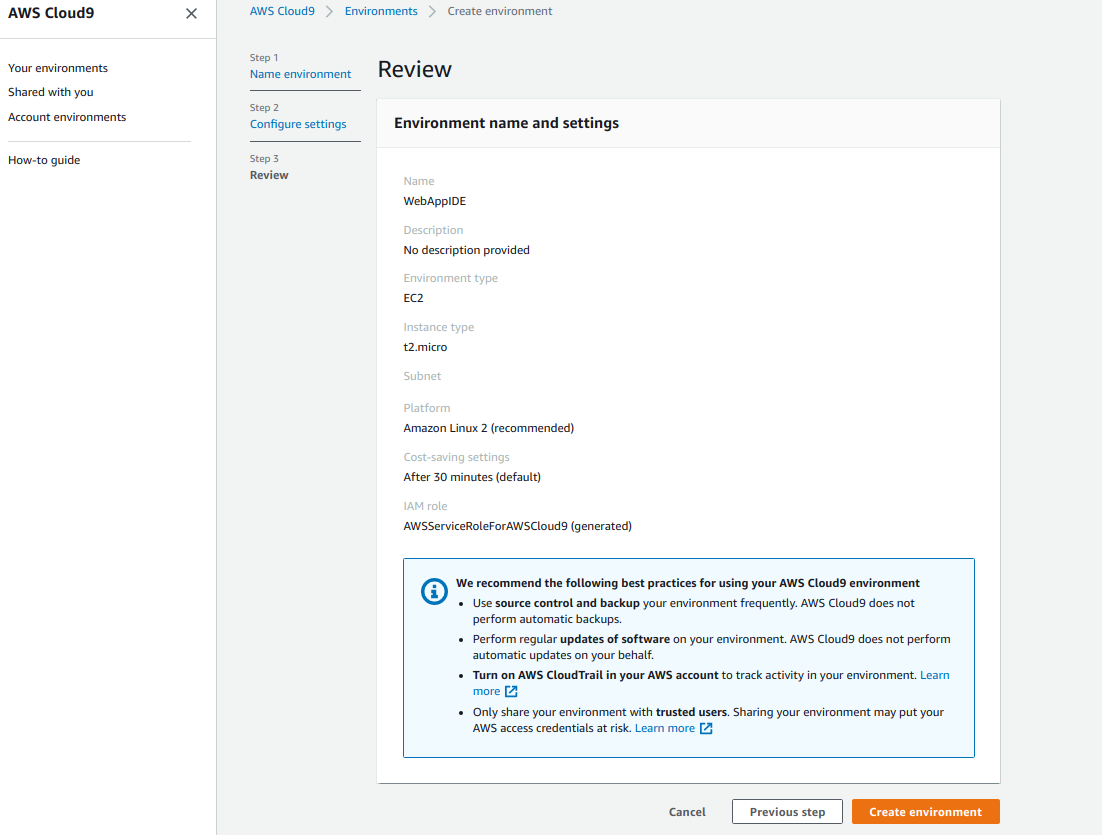 AWS Cloud9
Your environments
Shared with you
Account environments
How-to guide
AWS Cloud9 > Environments > Create environment
Step 1
Name environment
Step 2
Configure settings
Step 3
Review
Review
Environment name and settings
Name
WebAppIDE
Description
No description provided
Environment type
EC2
Instance type
t2.micro
Subnet
Platform
Amazon Linux 2 (recommended)
Cost-saving settings
After 30 minutes (default)
IAM role
AWSServiceRoleForAWSCloud9 (generated)
We recommend the following best practices for using your AWS Cloud9 environment
• Use source control and backup your environment frequently. AWS Cloud9 does not
perform automatic backups.
• Perform regular updates of software on your environment. AWS Cloud9 does not perform
automatic updates on your behalf.
• Turn on AWS CloudTrail in your AWS account to track activity in your environment. Learn
more
• Only share your environment with trusted users. Sharing your environment may put your
AWS access credentials at risk. Learn more
Cancel
Previous step
Create environment